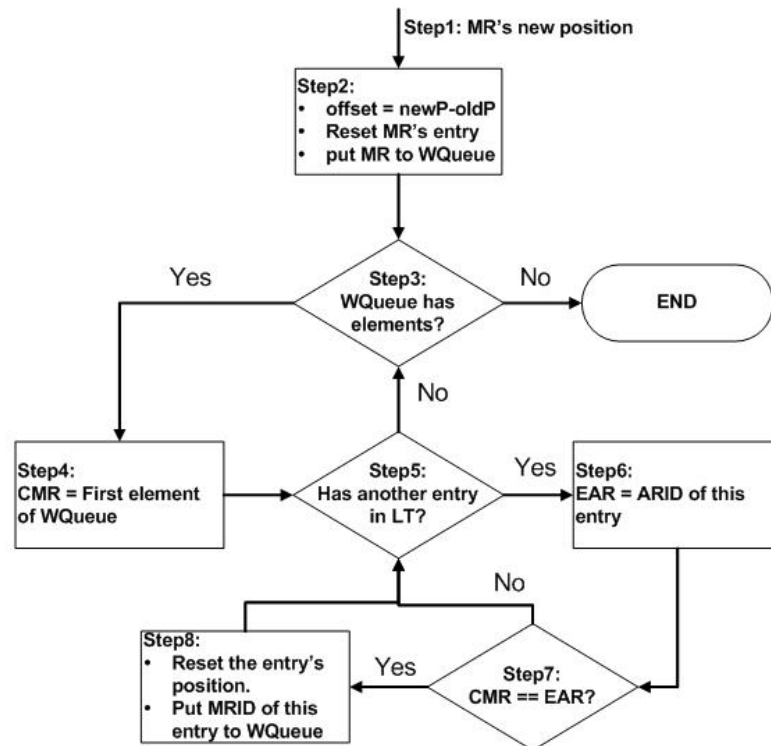 Step1: MR's new position
Step2:
• offset = newP-oldP
• Reset MR's entry
• put MR to WQueue
Step3:
WQueue has
elements?
Yes
No
END
No
Step4:
CMR = First element
of WQueue
Step5:
Has another entry
in LT?
Yes
Step6:
EAR = ARID of this
entry
No
Step8:
• Reset the entry's
position.
• Put MRID of this
entry to WQueue
Yes
Step7:
CMR == EAR?